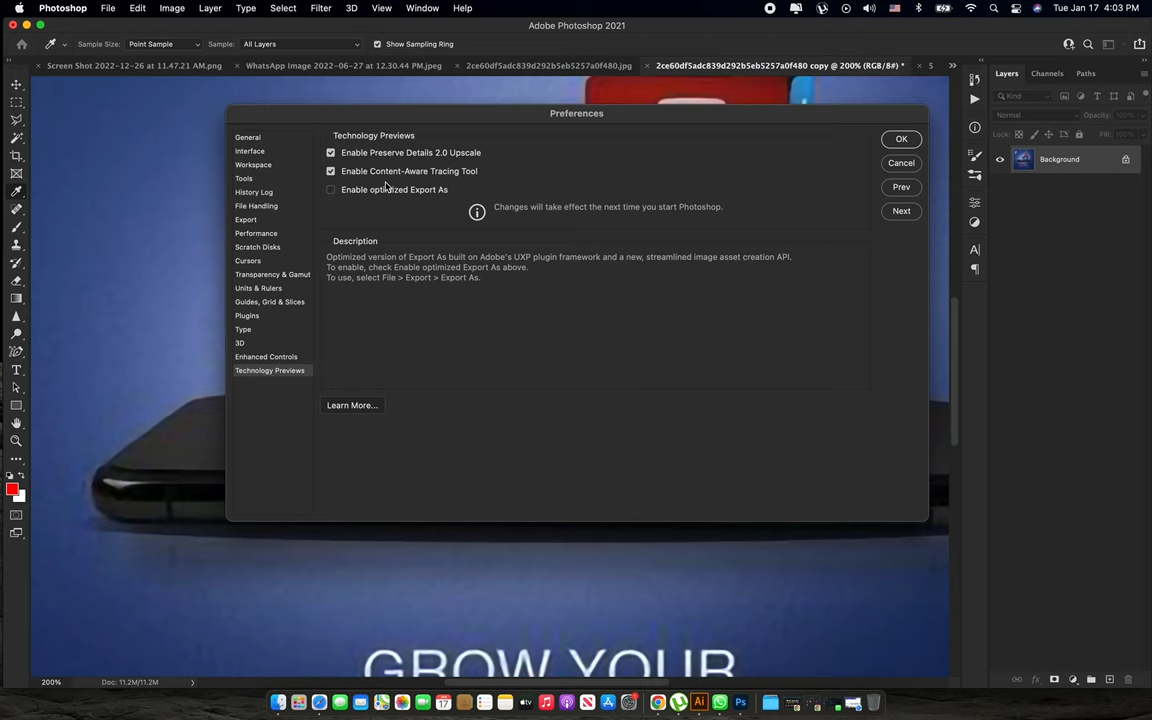 Photoshop File Edit Image Layer Type Select Filter 3D View Window Help Tue Jan 17 4:03 PM
Adobe Photoshop 2021
Sample Size: Point Sample Sample: All Layers Show Sampling Ring
Screen Shot 2022-12-26 at 11.47.21 AM.png WhatsApp Image 2022-06-27 at 12.30.44 PM.jpeg 2ce60df5adc839d292b5eb5257a0f480.jpg 2ce60df5adc839d292b5eb5257a0f480 copy @ 200% (RGB/8#) * 5
Layers Channels Paths
Kind
Normal Opacity: 100%
Lock: Fill: 100%
Background
Preferences
General
Interface
Workspace
Tools
History Log
File Handling
Export
Performance
Scratch Disks
Cursors
Transparency & Gamut
Units & Rulers
Guides, Grid & Slices
Plugins
Type
3D
Enhanced Controls
Technology Previews
Technology Previews
Enable Preserve Details 2.0 Upscale
Enable Content-Aware Tracing Tool
Enable optimized Export As
Changes will take effect the next time you start Photoshop.
Description
Optimized version of Export As built on Adobe's UXP plugin framework and a new, streamlined image asset creation API.
To enable, check Enable optimized Export As above.
To use, select File > Export > Export As.
Learn More...
OK
Cancel
Prev
Next
GROW YOUR
200% Doc: 11.2M/11.2M